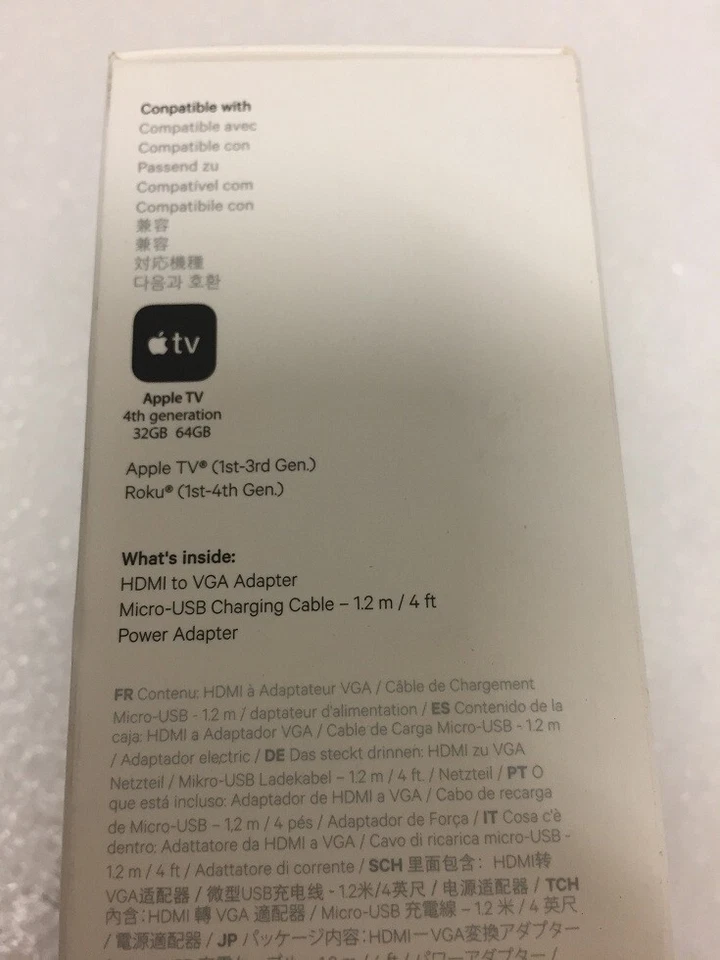 Conpatible with
Compatible avec
Compatible con
Passend zu
Compatível com
Compatibile con
兼容
兼容
対応機種
다음과 호환
tv
Apple TV
4th generation
32GB 64GB
Apple TV® (1st-3rd Gen.)
Roku® (1st-4th Gen.)
What's inside:
HDMI to VGA Adapter
Micro-USB Charging Cable – 1.2 m / 4 ft
Power Adapter
FR Contenu: HDMI à Adaptateur VGA / Câble de Chargement
Micro-USB - 1.2 m / daptateur d'alimentation / ES Contenido de la
caja: HDMI a Adaptador VGA / Cable de Carga Micro-USB - 1.2 m
/ Adaptador electric / DE Das steckt drinnen: HDMI zu VGA
Netzteil / Mikro-USB Ladekabel – 1.2 m / 4 ft. / Netzteil / PT O
que está incluso: Adaptador de HDMI a VGA / Cabo de recarga
de Micro-USB – 1,2 m / 4 pés / Adaptador de Força / IT Cosa c'è
dentro: Adattatore da HDMI a VGA / Cavo di ricarica micro-USB -
1.2 m / 4 ft / Adattatore di corrente / SCH 里面包含: HDMI转
VGA适配器 / 微型USB充电线 - 1.2米/4英尺 / 电源适配器 / TCH
內含:HDMI 轉 VGA 適配器 / Micro-USB 充電線 – 1.2 米 / 4 英尺
/ 電源適配器 / JP パッケージ内容:HDMI—VGA変換アダプター